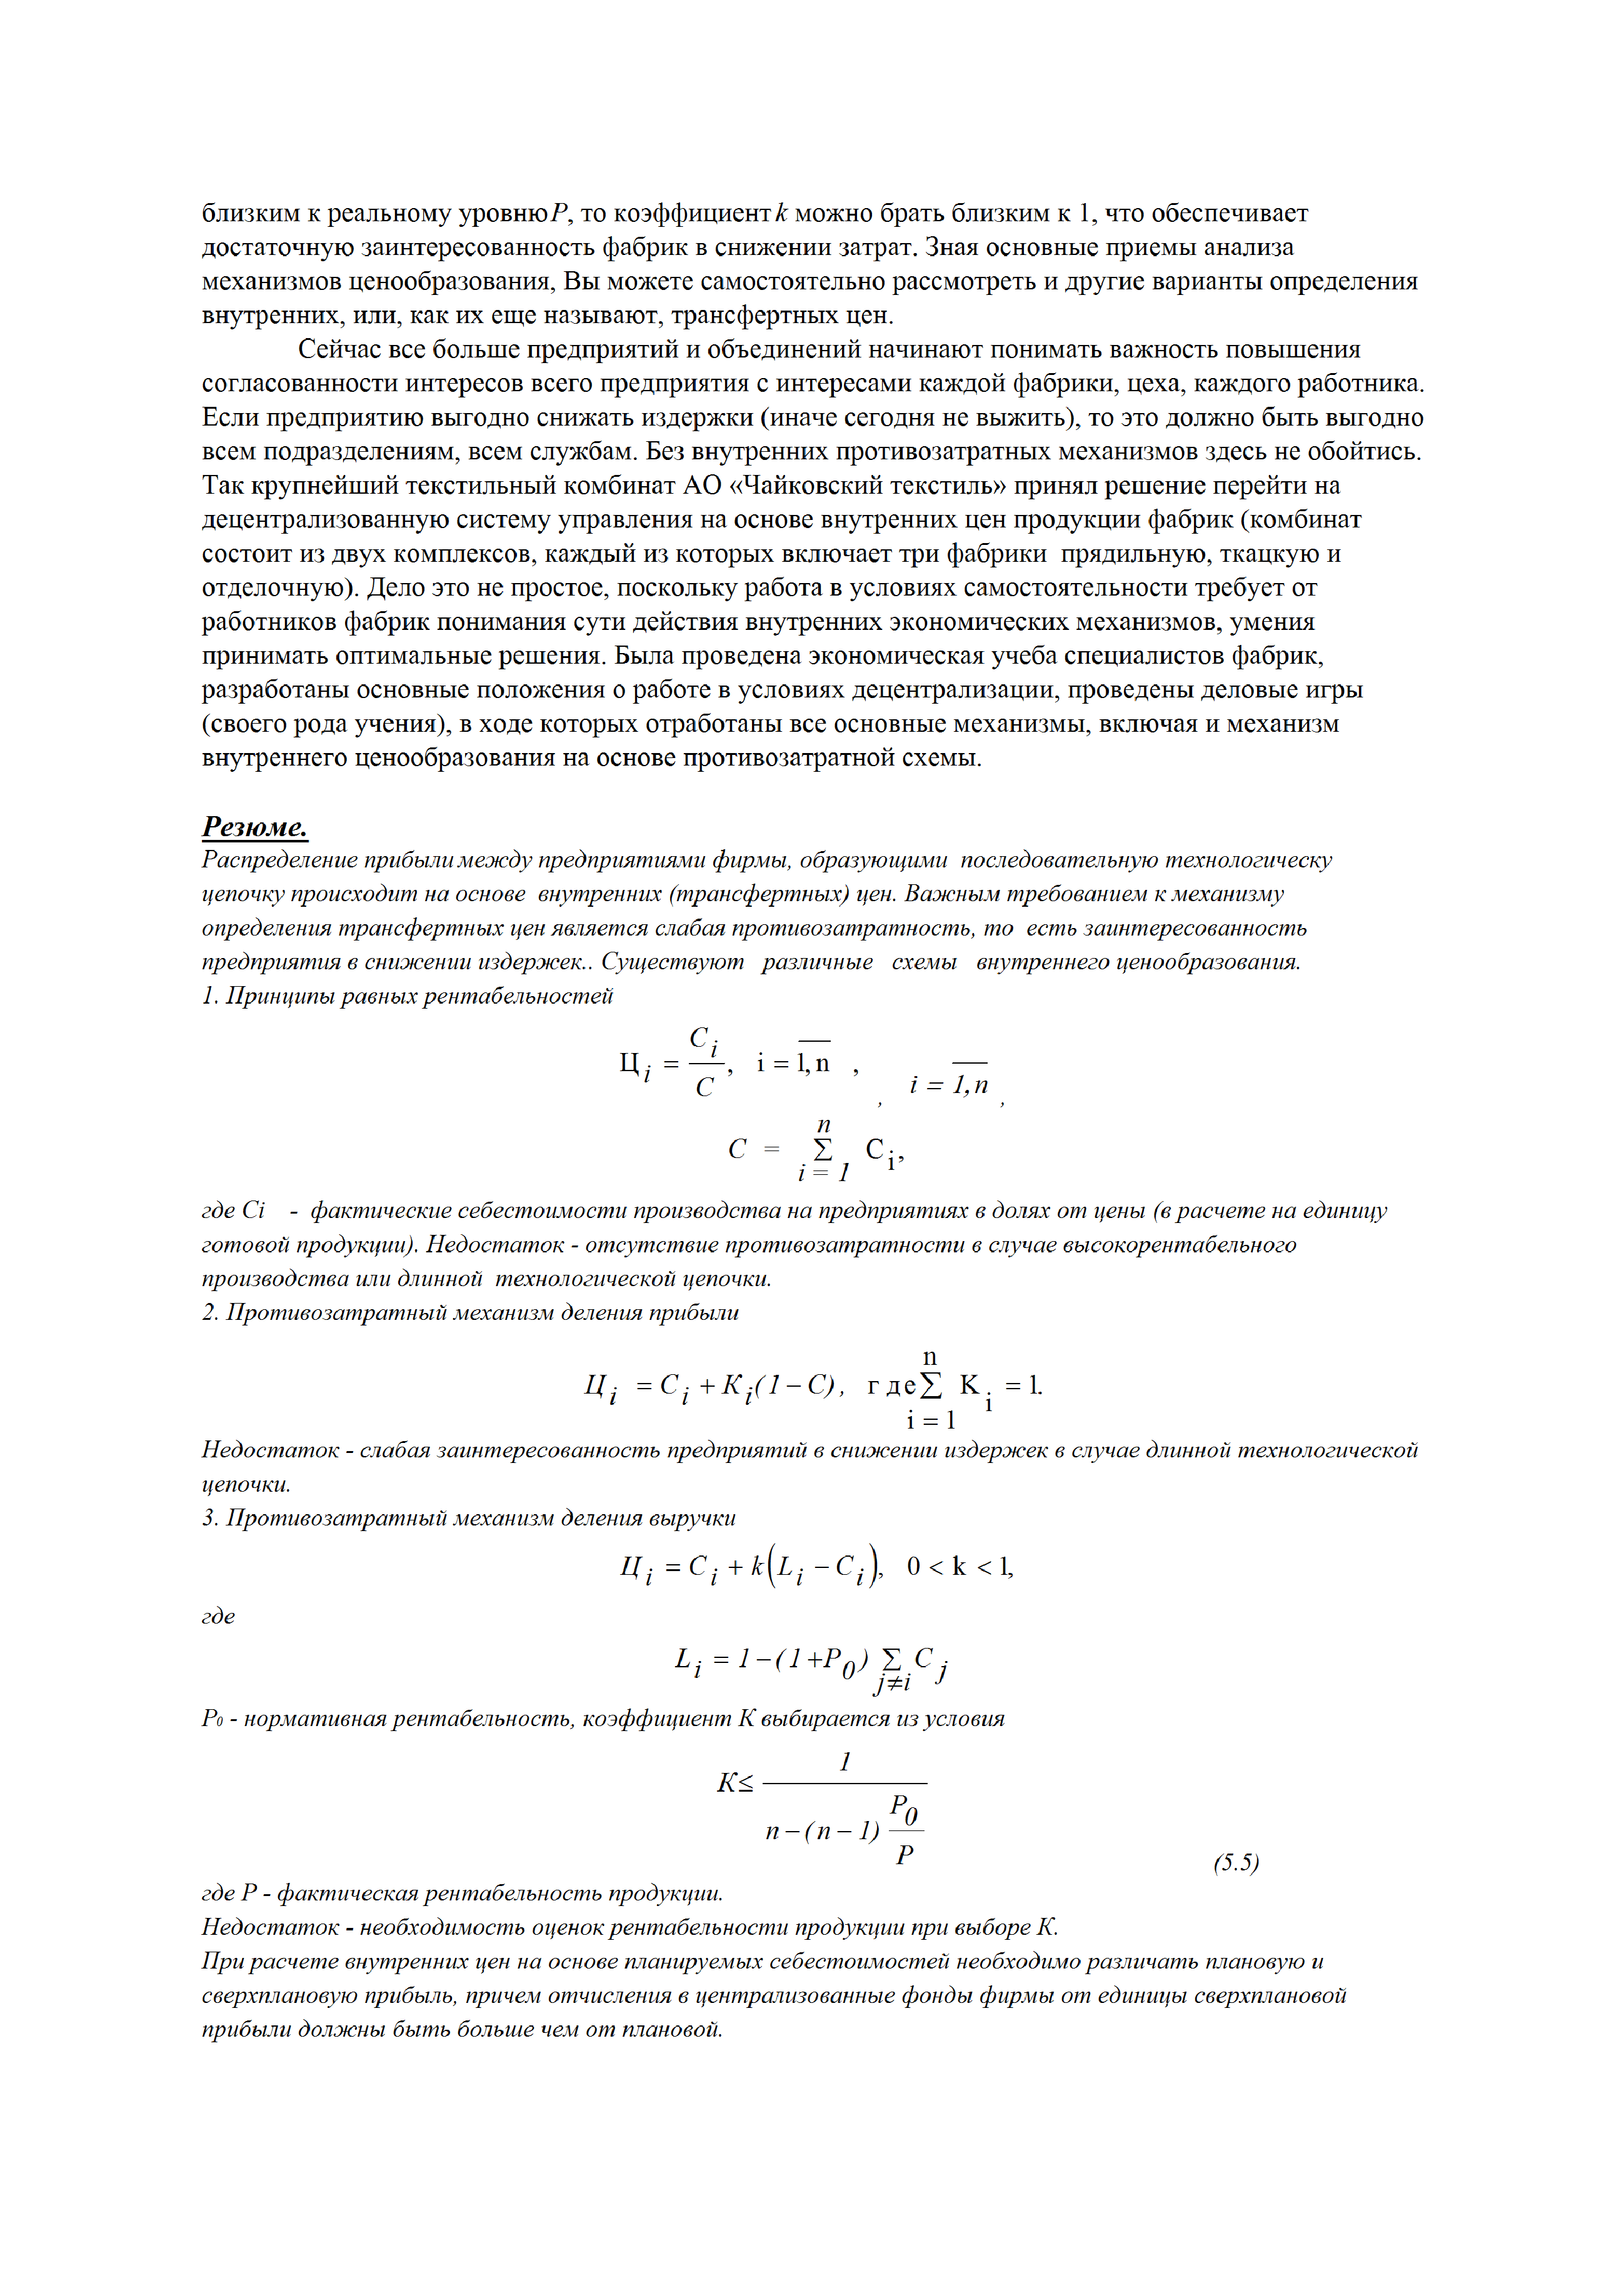 близким к реальному уровню P, то коэффициент k можно брать близким к 1, что обеспечивает
достаточную заинтересованность фабрик в снижении затрат. Зная основные приемы анализа
механизмов ценообразования, Вы можете самостоятельно рассмотреть и другие варианты определения
внутренних, или, как их еще называют, трансфертных цен.
Сейчас все больше предприятий и объединений начинают понимать важность повышения
согласованности интересов всего предприятия с интересами каждой фабрики, цеха, каждого работника.
Если предприятию выгодно снижать издержки (иначе сегодня не выжить), то это должно быть выгодно
всем подразделениям, всем службам. Без внутренних противозатратных механизмов здесь не обойтись.
Так крупнейший текстильный комбинат АО «Чайковский текстиль» принял решение перейти на
децентрализованную систему управления на основе внутренних цен продукции фабрик (комбинат
состоит из двух комплексов, каждый из которых включает три фабрики  прядильную, ткацкую и
отделочную). Дело это не простое, поскольку работа в условиях самостоятельности требует от
работников фабрик понимания сути действия внутренних экономических механизмов, умения
принимать оптимальные решения. Была проведена экономическая учеба специалистов фабрик,
разработаны основные положения о работе в условиях децентрализации, проведены деловые игры
(своего рода учения), в ходе которых отработаны все основные механизмы, включая и механизм
внутреннего ценообразования на основе противозатратной схемы.
Резюме.
Распределение прибыли между предприятиями фирмы, образующими  последовательную технологическу
цепочку происходит на основе  внутренних (трансфертных) цен. Важным требованием к механизму
определения трансфертных цен является слабая противозатратность, то  есть заинтересованность
предприятия в снижении издержек.. Существуют   различные   схемы   внутреннего ценообразования.
1. Принципы равных рентабельностей
Ц_i = C_i / C,   i = \overline{1, n}  ,  ,  i = \overline{1, n} ,
C = ∑_{i = 1}^{n} C_i,
где Ci    -  фактические себестоимости производства на предприятиях в долях от цены (в расчете на единицу
готовой продукции). Недостаток - отсутствие противозатратности в случае высокорентабельного
производства или длинной  технологической цепочки.
2. Противозатратный механизм деления прибыли
Ц_i = C_i + К_i(1 – C),   г д е ∑_{i = 1}^{n} K_i = 1.
Недостаток - слабая заинтересованность предприятий в снижении издержек в случае длинной технологической
цепочки.
3. Противозатратный механизм деления выручки
Ц_i = C_i + k(L_i – C_i),   0 < k < 1,
где
L_i = 1 – (1+P_0) ∑_{j≠i} C_j
P0 - нормативная рентабельность, коэффициент К выбирается из условия
К ≤ 1 / (n – (n – 1) P_0 / P)
(5.5)
где P - фактическая рентабельность продукции.
Недостаток - необходимость оценок рентабельности продукции при выборе К.
При расчете внутренних цен на основе планируемых себестоимостей необходимо различать плановую и
сверхплановую прибыль, причем отчисления в централизованные фонды фирмы от единицы сверхплановой
прибыли должны быть больше чем от плановой.